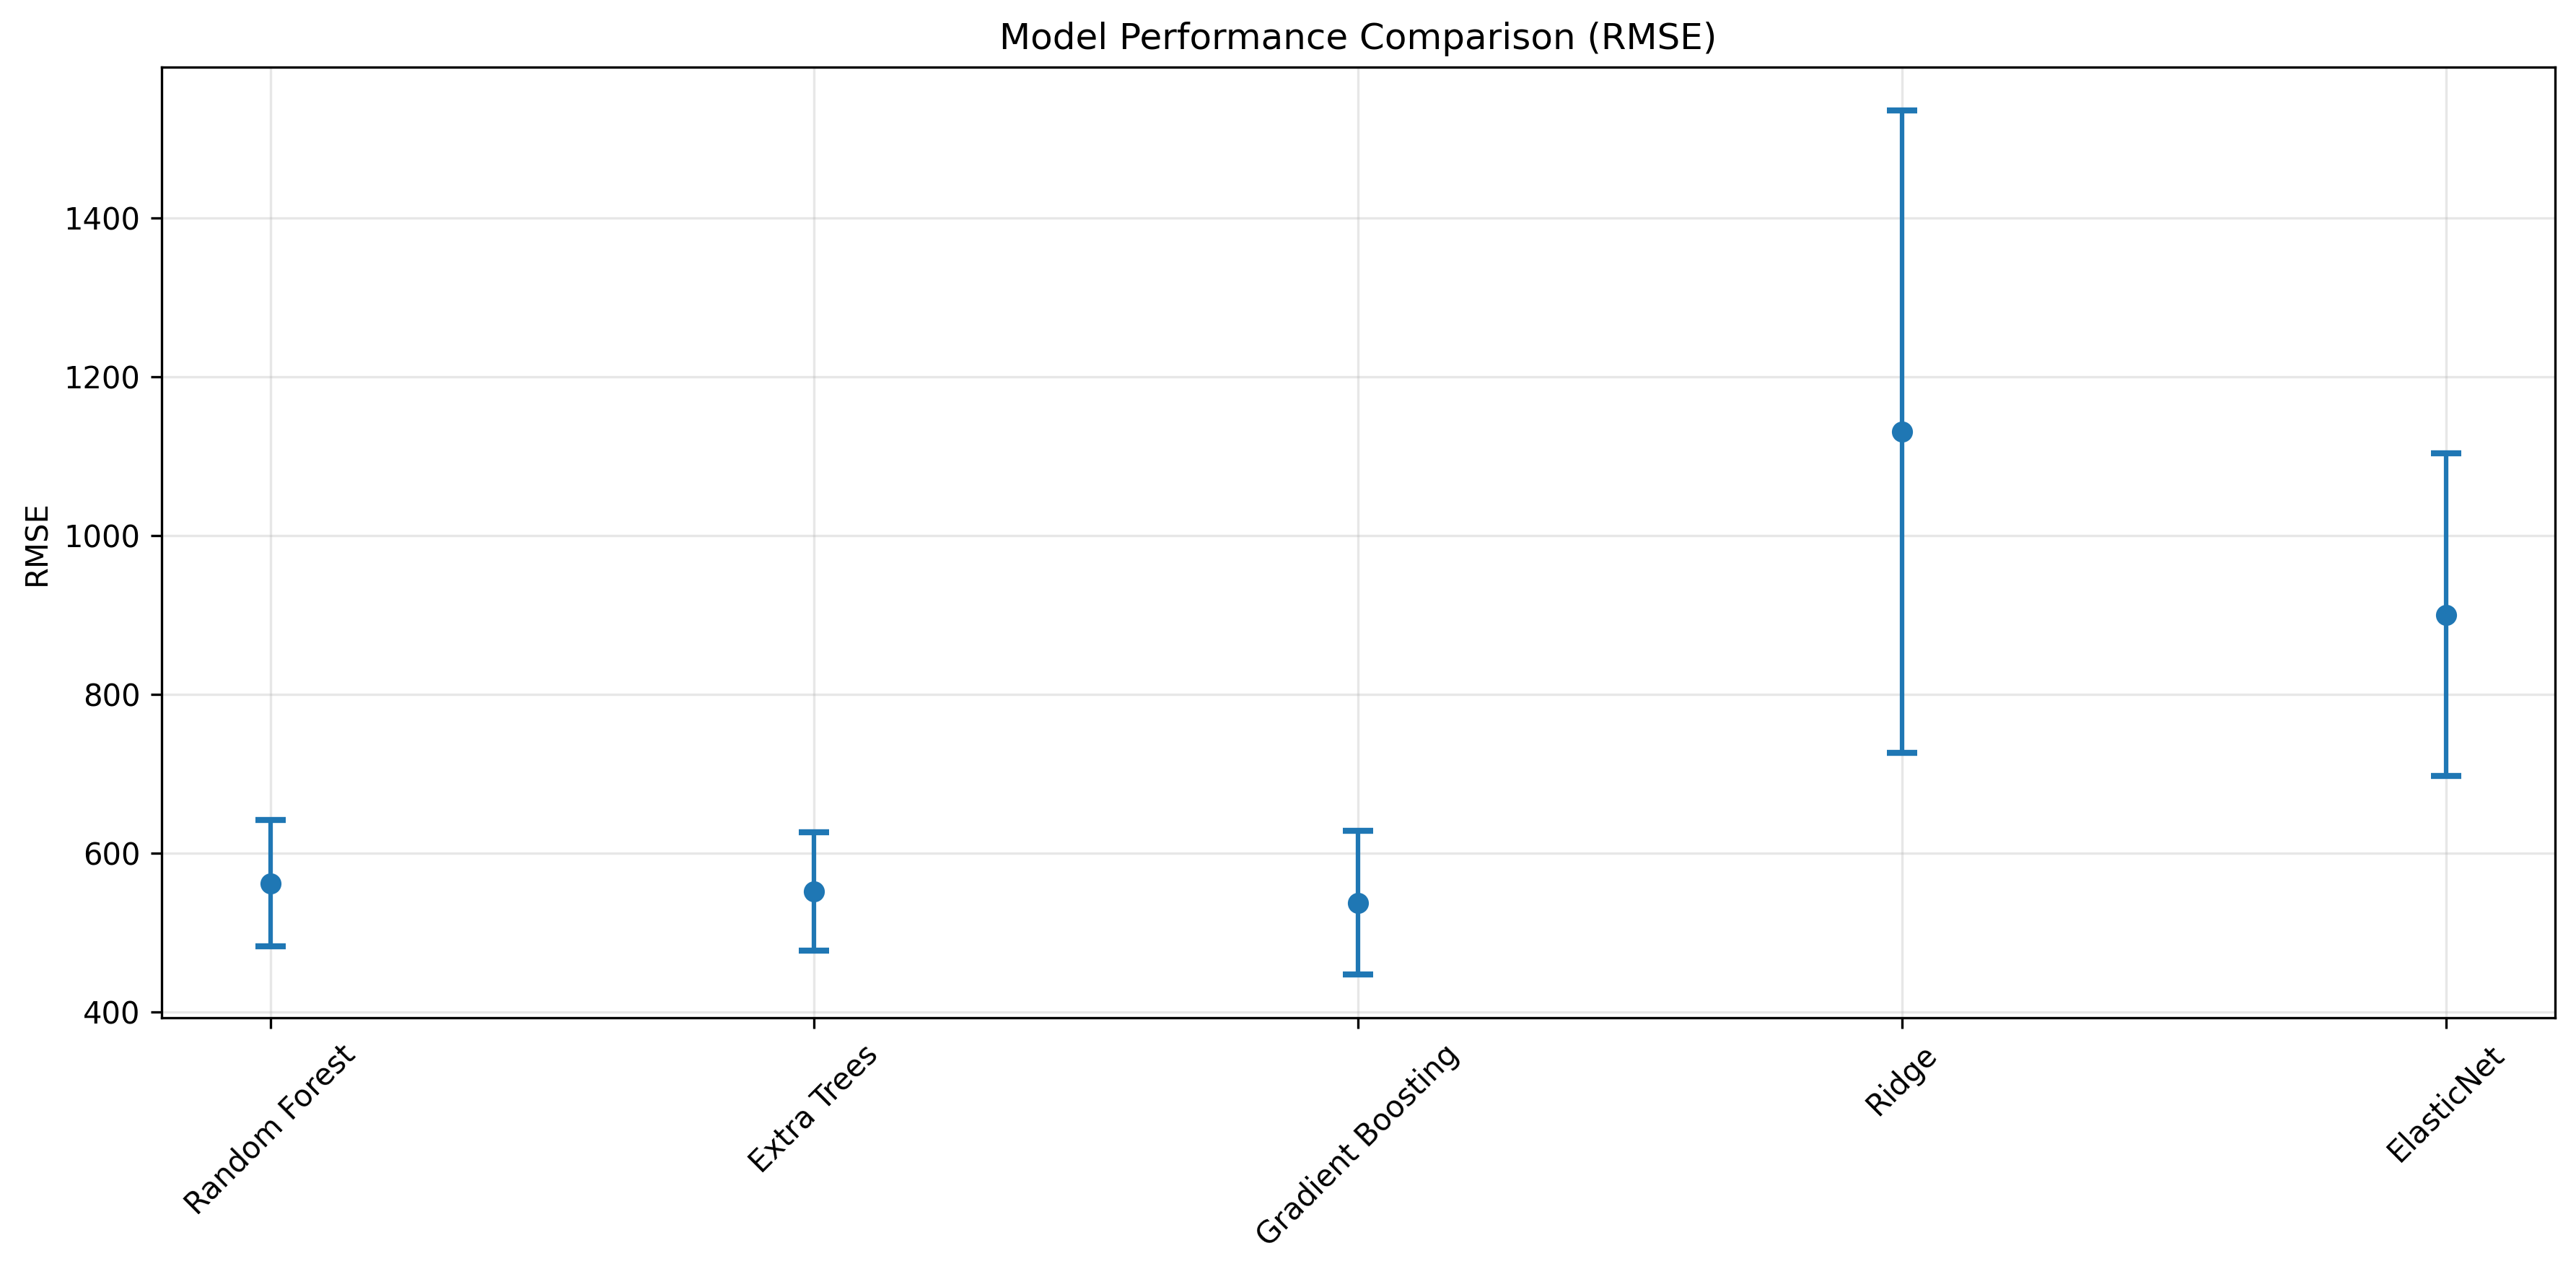 Model Performance Comparison (RMSE)
RMSE
1400
1200
1000
800
600
400
Random Forest
Extra Trees
Gradient Boosting
Ridge
ElasticNet